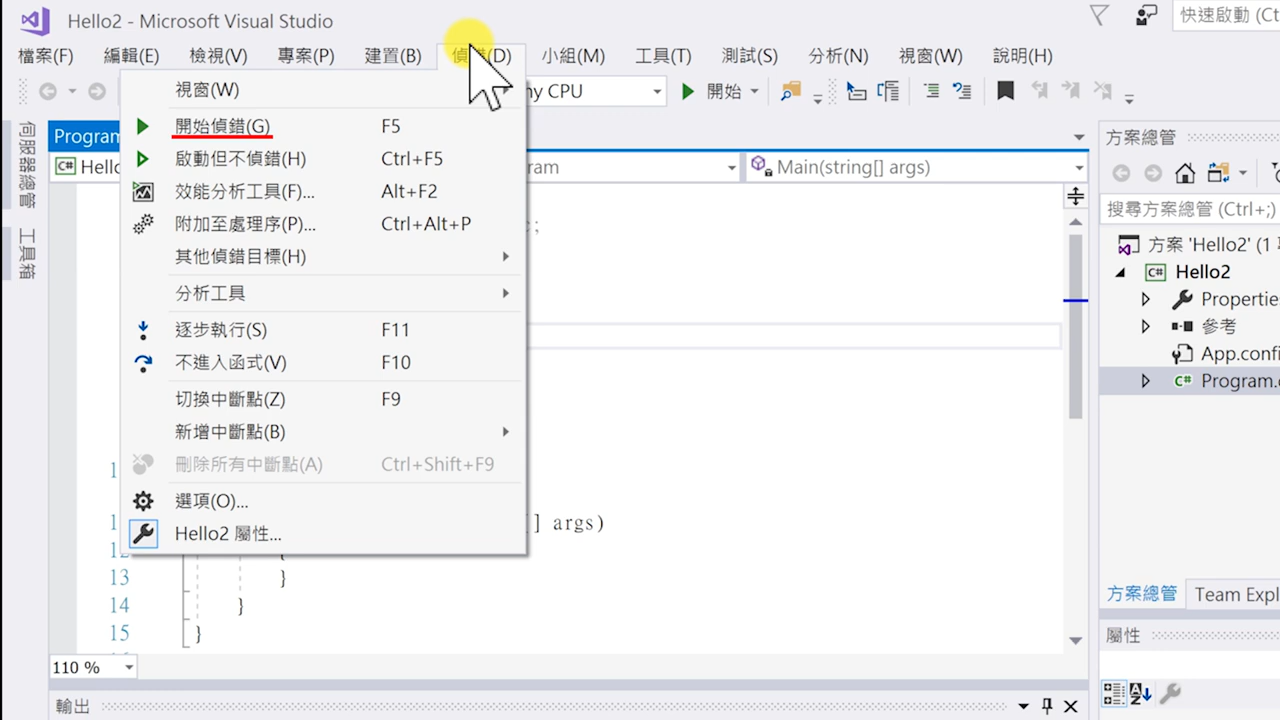 Hello2 - Microsoft Visual Studio
快速啟動 (Ct
檔案(F) 編輯(E) 檢視(V) 專案(P) 建置(B) 偵錯(D) 小組(M) 工具(T) 測試(S) 分析(N) 視窗(W) 說明(H)
ny CPU 開始
視窗(W)
開始偵錯(G) F5
啟動但不偵錯(H) Ctrl+F5
效能分析工具(F)... Alt+F2
附加至處理序(P)... Ctrl+Alt+P
其他偵錯目標(H)
分析工具
逐步執行(S) F11
不進入函式(V) F10
切換中斷點(Z) F9
新增中斷點(B)
刪除所有中斷點(A) Ctrl+Shift+F9
選項(O)...
Hello2 屬性...
伺服器總管
工具箱
Program
C# Hello
ram
Main(string[] args)
c;
1
1
] args)
12
{
13 }
14 }
15 }
110 %
輸出
方案總管
搜尋方案總管 (Ctrl+;)
方案 'Hello2' (1
C# Hello2
Properties
參考
App.confi
C# Program.
方案總管 Team Expl
屬性